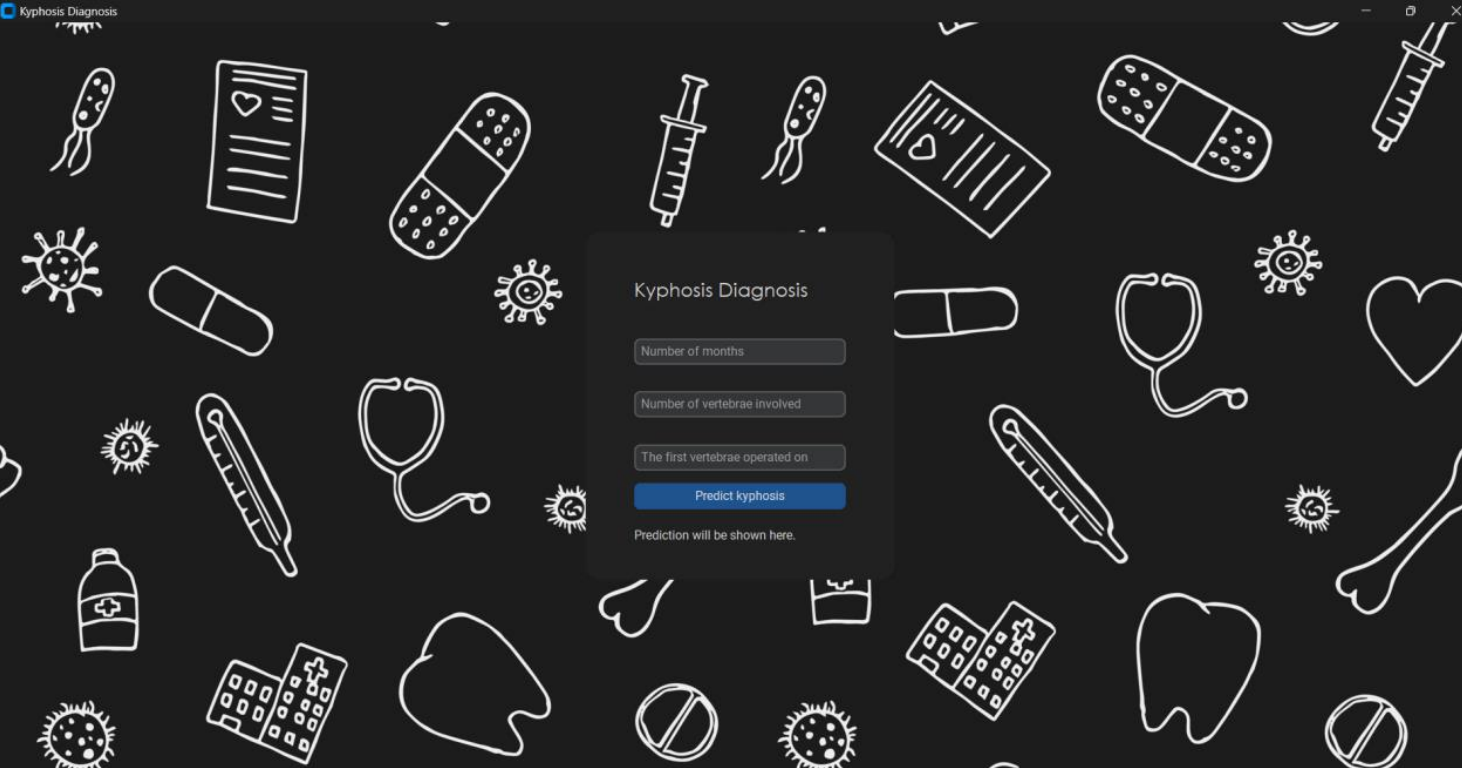 Kyphosis Diagnosis
Kyphosis Diagnosis
Number of months
Number of vertebrae involved
The first vertebrae operated on
Predict kyphosis
Prediction will be shown here.